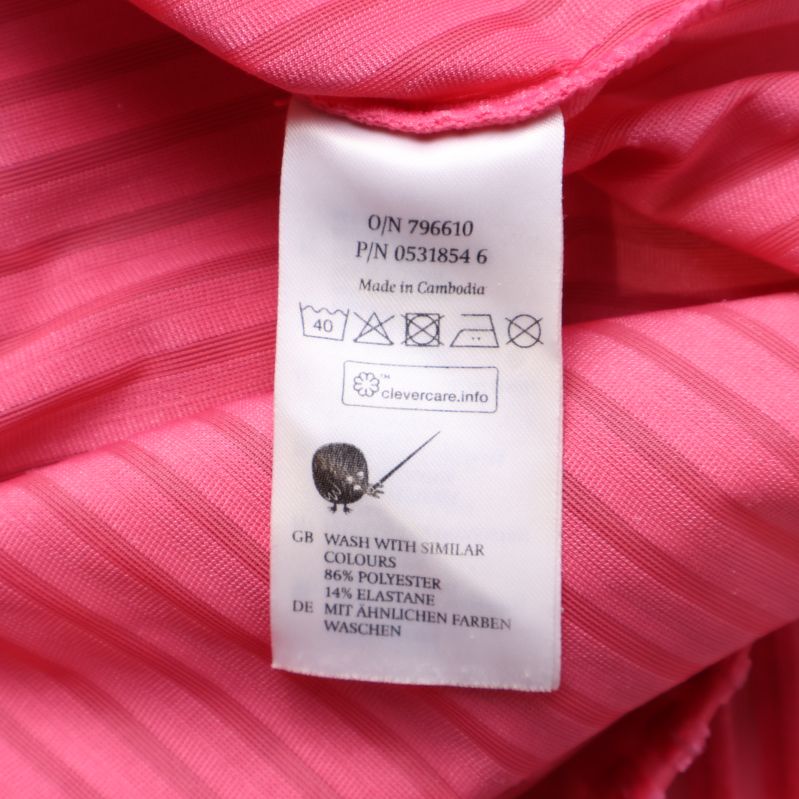 O/N 796610
P/N 0531854 6
Made in Cambodia
40
™ clevercare.info
GB WASH WITH SIMILAR
COLOURS
86% POLYESTER
14% ELASTANE
DE MIT ÄHNLICHEN FARBEN
WASCHEN